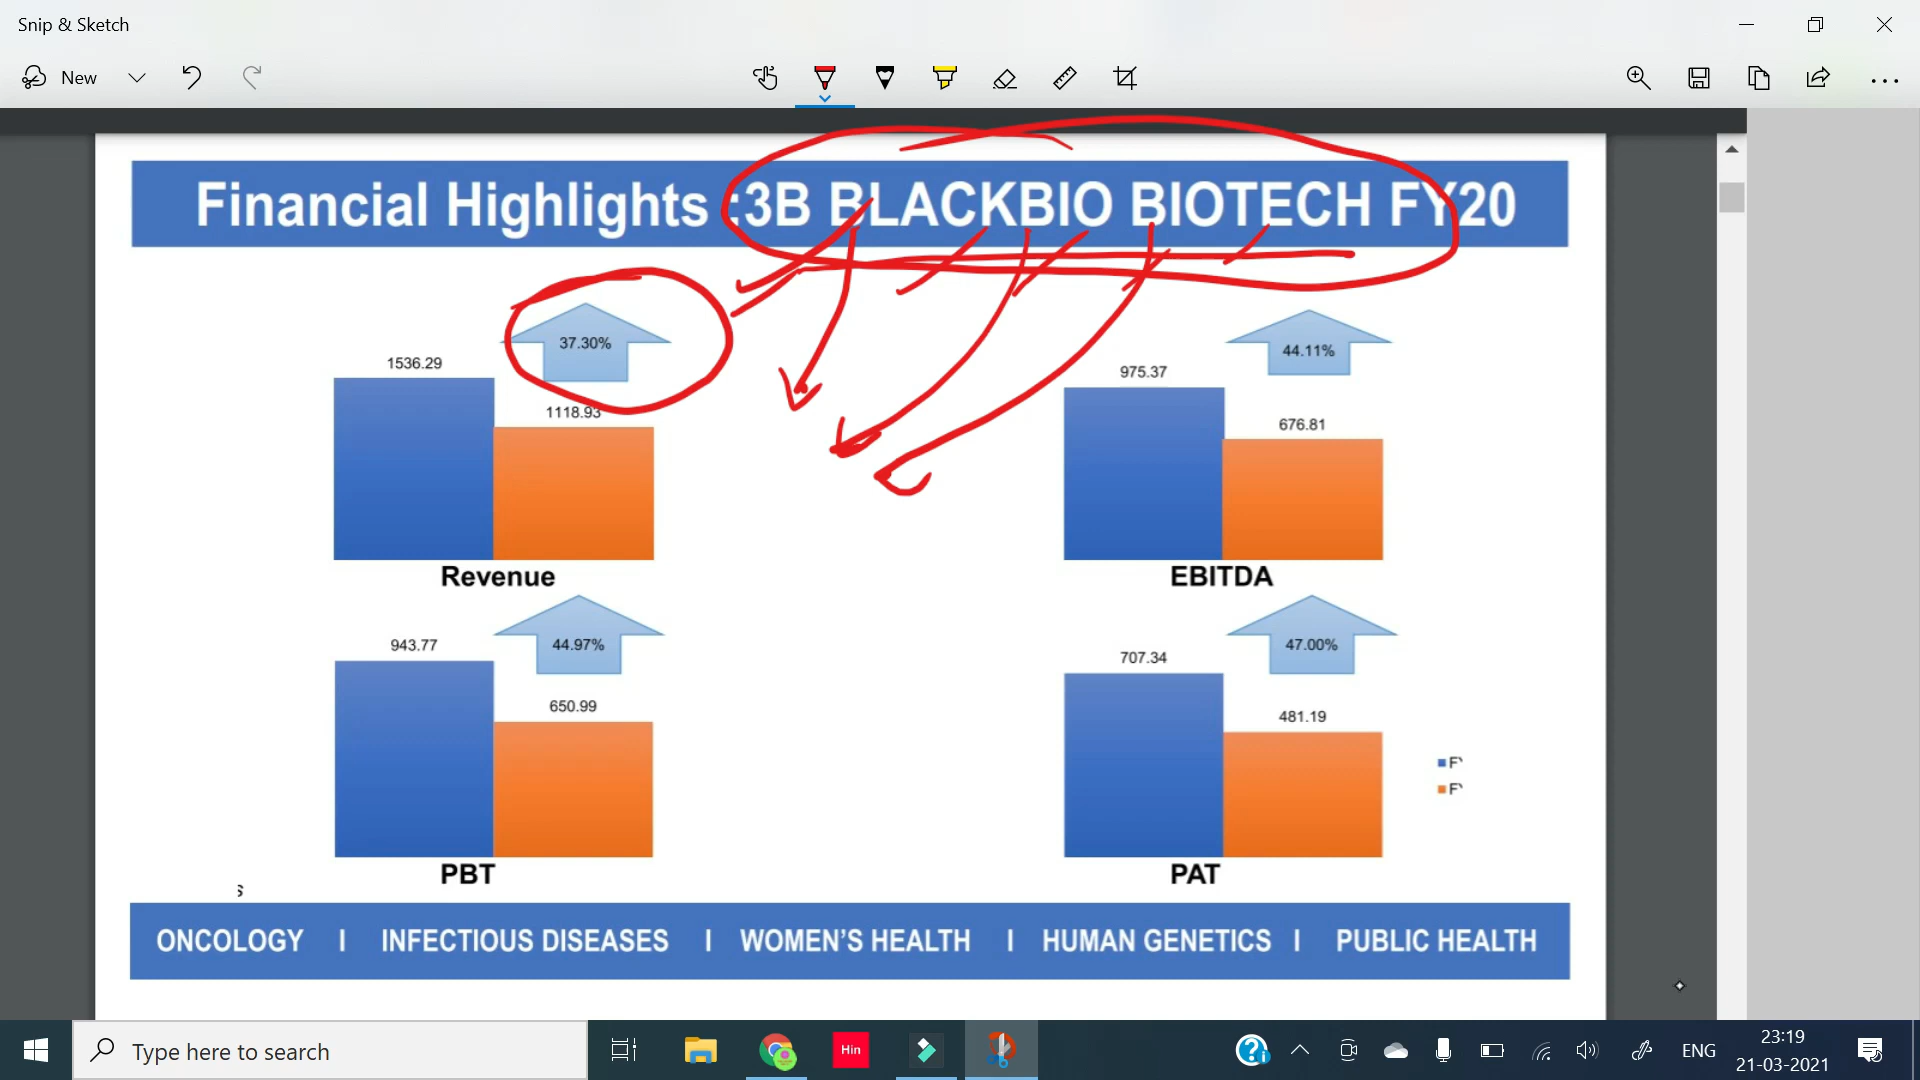 Snip & Sketch
New
Financial Highlights :3B BLACKBIO BIOTECH FY20
37.30%
1536.29
1118.93
Revenue
44.11%
975.37
676.81
EBITDA
44.97%
943.77
650.99
PBT
47.00%
707.34
481.19
PAT
s
ONCOLOGY I INFECTIOUS DISEASES I WOMEN'S HEALTH I HUMAN GENETICS I PUBLIC HEALTH
Type here to search
Hin
ENG
23:19
21-03-2021